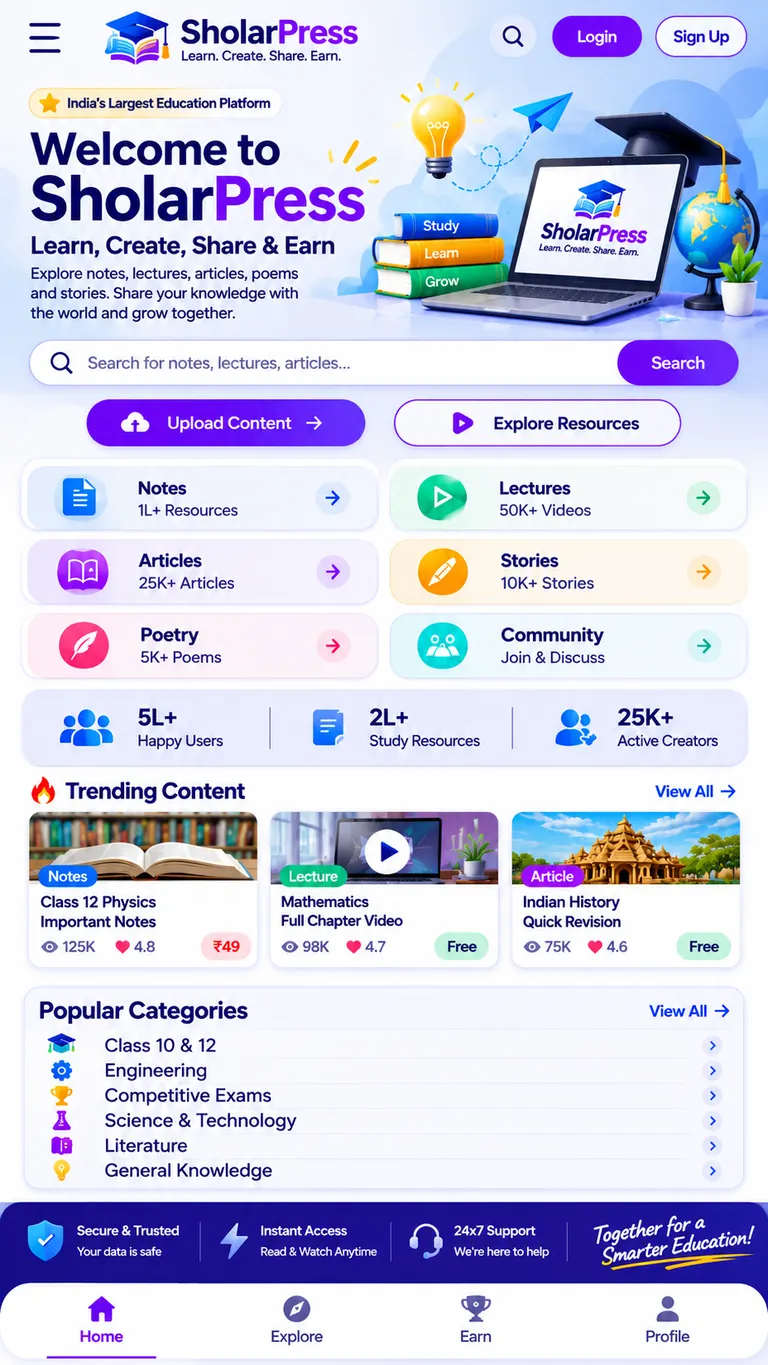 SholarPress
Learn. Create. Share. Earn.
Login
Sign Up
India's Largest Education Platform
Welcome to
SholarPress
Learn, Create, Share & Earn
Explore notes, lectures, articles, poems
and stories. Share your knowledge with
the world and grow together.
Study
Learn
Grow
SholarPress
Learn. Create. Share. Earn.
Search for notes, lectures, articles...
Search
Upload Content
Explore Resources
Notes
1L+ Resources
Lectures
50K+ Videos
Articles
25K+ Articles
Stories
10K+ Stories
Poetry
5K+ Poems
Community
Join & Discuss
5L+
Happy Users
2L+
Study Resources
25K+
Active Creators
Trending Content
View All
Notes
Class 12 Physics
Important Notes
125K
4.8
₹49
Lecture
Mathematics
Full Chapter Video
98K
4.7
Free
Article
Indian History
Quick Revision
75K
4.6
Free
Popular Categories
View All
Class 10 & 12
Engineering
Competitive Exams
Science & Technology
Literature
General Knowledge
Secure & Trusted
Your data is safe
Instant Access
Read & Watch Anytime
24x7 Support
We're here to help
Together for a
Smarter Education!
Home
Explore
Earn
Profile